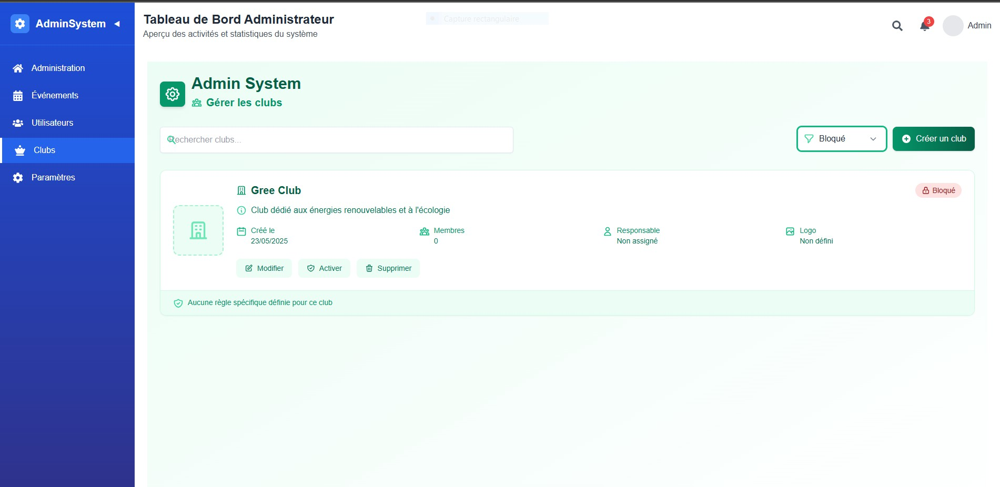 AdminSystem
Tableau de Bord Administrateur
Aperçu des activités et statistiques du système
Capture rectangulaire
3
Admin
Administration
Événements
Utilisateurs
Clubs
Paramètres
Admin System
Gérer les clubs
Rechercher clubs...
Bloqué
Créer un club
Gree Club
Bloqué
Club dédié aux énergies renouvelables et à l'écologie
Créé le
23/05/2025
Membres
0
Responsable
Non assigné
Logo
Non défini
Modifier
Activer
Supprimer
Aucune règle spécifique définie pour ce club